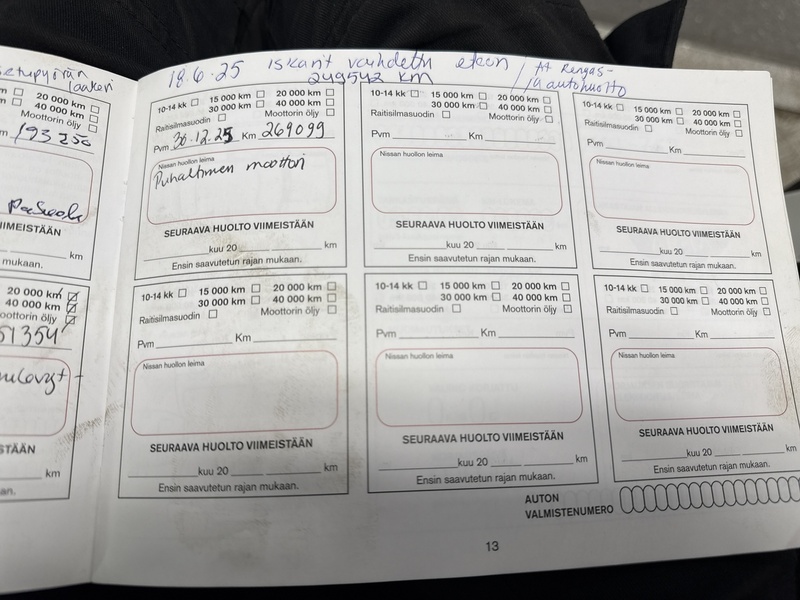 18.6.25 iskarit vaihdettu eteen / A+ Rengas-
249542 km ja autohuolto
laakeri
20 000 km
40 000 km
Moottorin öljy
193 250
VIIMEISTÄÄN
km
mukaan.
20 000 km
40 000 km
Moottorin öljy
51354
km
10-14 kk 15 000 km 20 000 km
30 000 km 40 000 km
Raitisilmasuodin Moottorin öljy
Pvm 30.12.25 Km 269099
Nissan huollon leima
Puhaltimen moottori
SEURAAVA HUOLTO VIIMEISTÄÄN
kuu 20 km
Ensin saavutetun rajan mukaan.
10-14 kk 15 000 km 20 000 km
30 000 km 40 000 km
Raitisilmasuodin Moottorin öljy
Pvm Km
Nissan huollon leima
SEURAAVA HUOLTO VIIMEISTÄÄN
kuu 20 km
Ensin saavutetun rajan mukaan.
10-14 kk 15 000 km 20 000 km
30 000 km 40 000 km
Raitisilmasuodin Moottorin öljy
Pvm Km
Nissan huollon leima
SEURAAVA HUOLTO VIIMEISTÄÄN
kuu 20 km
Ensin saavutetun rajan mukaan.
10-14 kk 15 000 km 20 000 km
30 000 km 40 000 km
Raitisilmasuodin Moottorin öljy
Pvm Km
Nissan huollon leima
SEURAAVA HUOLTO VIIMEISTÄÄN
kuu 20 km
Ensin saavutetun rajan mukaan.
10-14 kk 15 000 km 20 000 km
30 000 km 40 000 km
Raitisilmasuodin Moottorin öljy
Pvm Km
Nissan huollon leima
SEURAAVA HUOLTO VIIMEISTÄÄN
kuu 20 km
Ensin saavutetun rajan mukaan.
10-14 kk 15 000 km 20 000 km
30 000 km 40 000 km
Raitisilmasuodin Moottorin öljy
Pvm Km
Nissan huollon leima
SEURAAVA HUOLTO VIIMEISTÄÄN
kuu 20 km
Ensin saavutetun rajan mukaan.
AUTON
VALMISTENUMERO
13